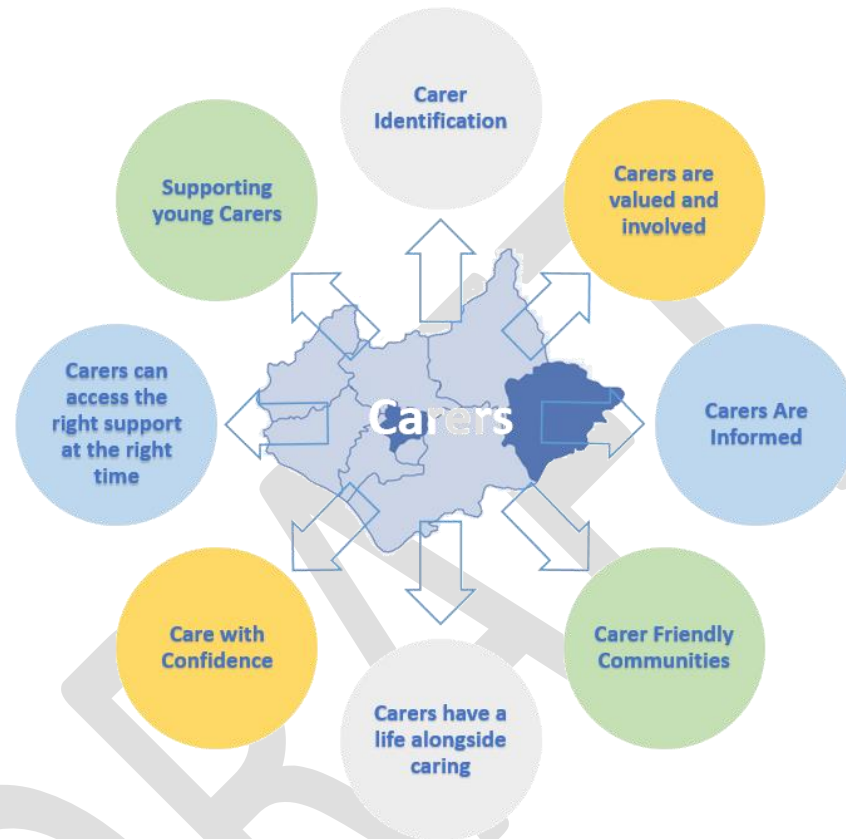 Carer
Identification
Carers are
valued and
involved
Carers Are
Informed
Carer Friendly
Communities
Carers have a
life alongside
caring
Care with
Confidence
Carers can
access the
right support
at the right
time
Supporting
young Carers
Carers
DRAFT